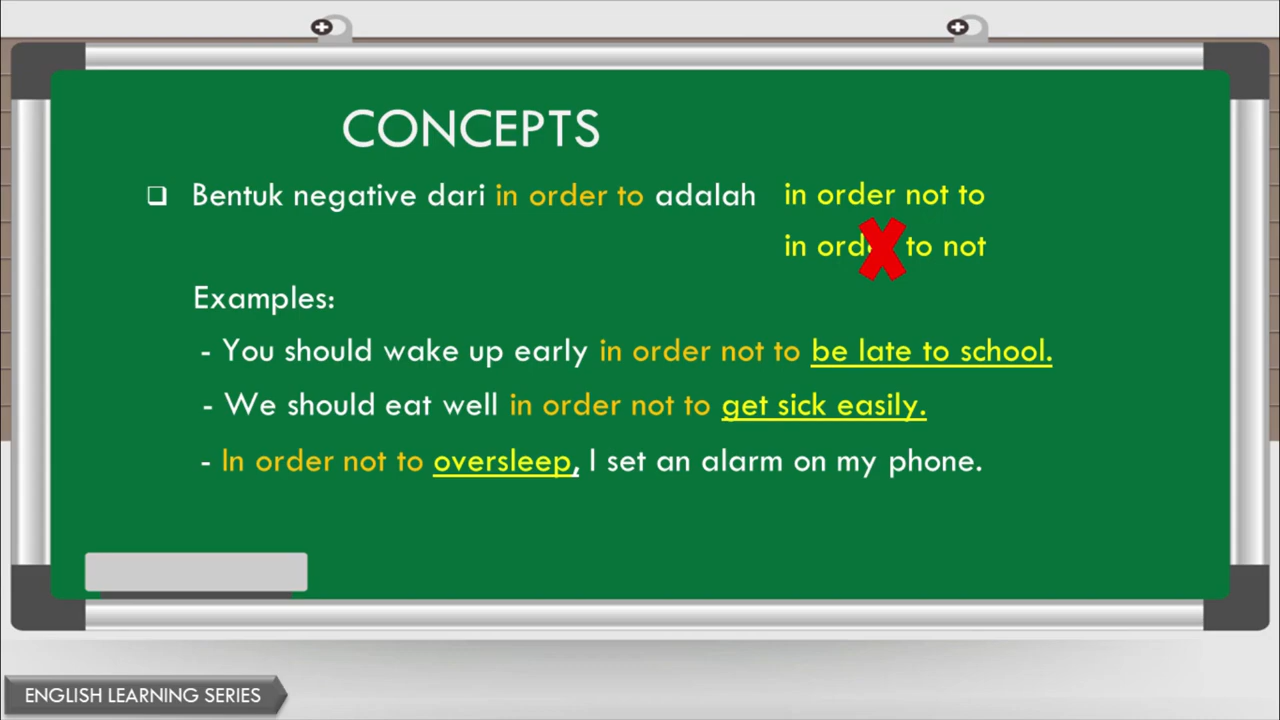 CONCEPTS
❑ Bentuk negative dari in order to adalah in order not to
in order to not
Examples:
- You should wake up early in order not to be late to school.
- We should eat well in order not to get sick easily.
- In order not to oversleep, I set an alarm on my phone.
ENGLISH LEARNING SERIES